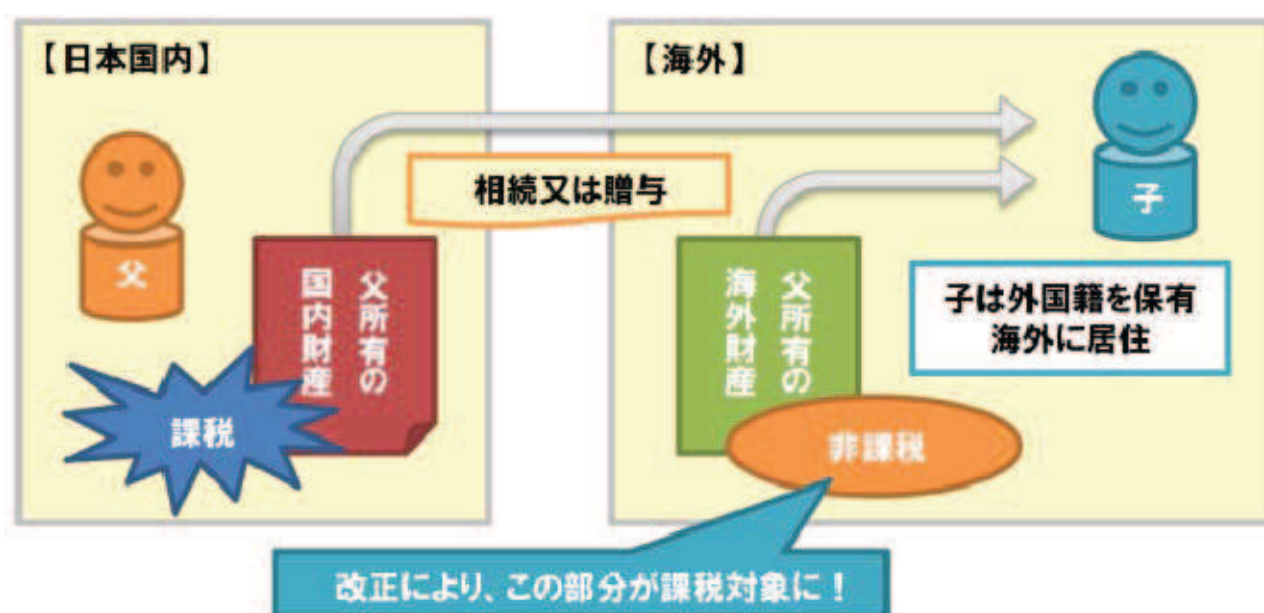 【日本国内】
【海外】
相続又は贈与
父
子
父所有の
国内財産
父所有の
海外財産
子は外国籍を保有
海外に居住
課税
非課税
改正により、この部分が課税対象に！